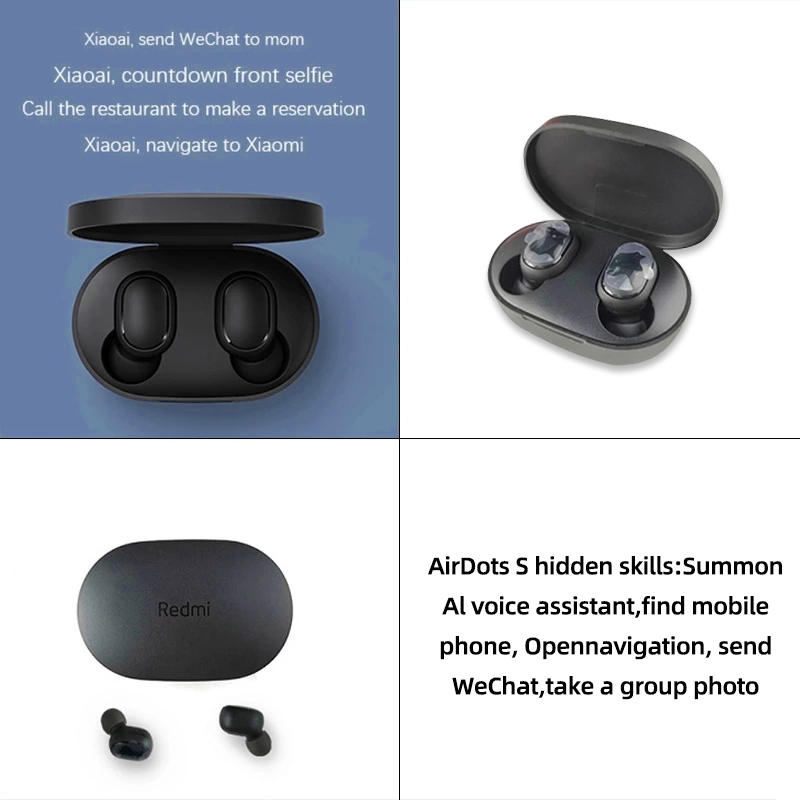 Xiaoai, send WeChat to mom
Xiaoai, countdown front selfie
Call the restaurant to make a reservation
Xiaoai, navigate to Xiaomi
Redmi
AirDots S hidden skills:Summon
Al voice assistant,find mobile
phone, Opennavigation, send
WeChat,take a group photo